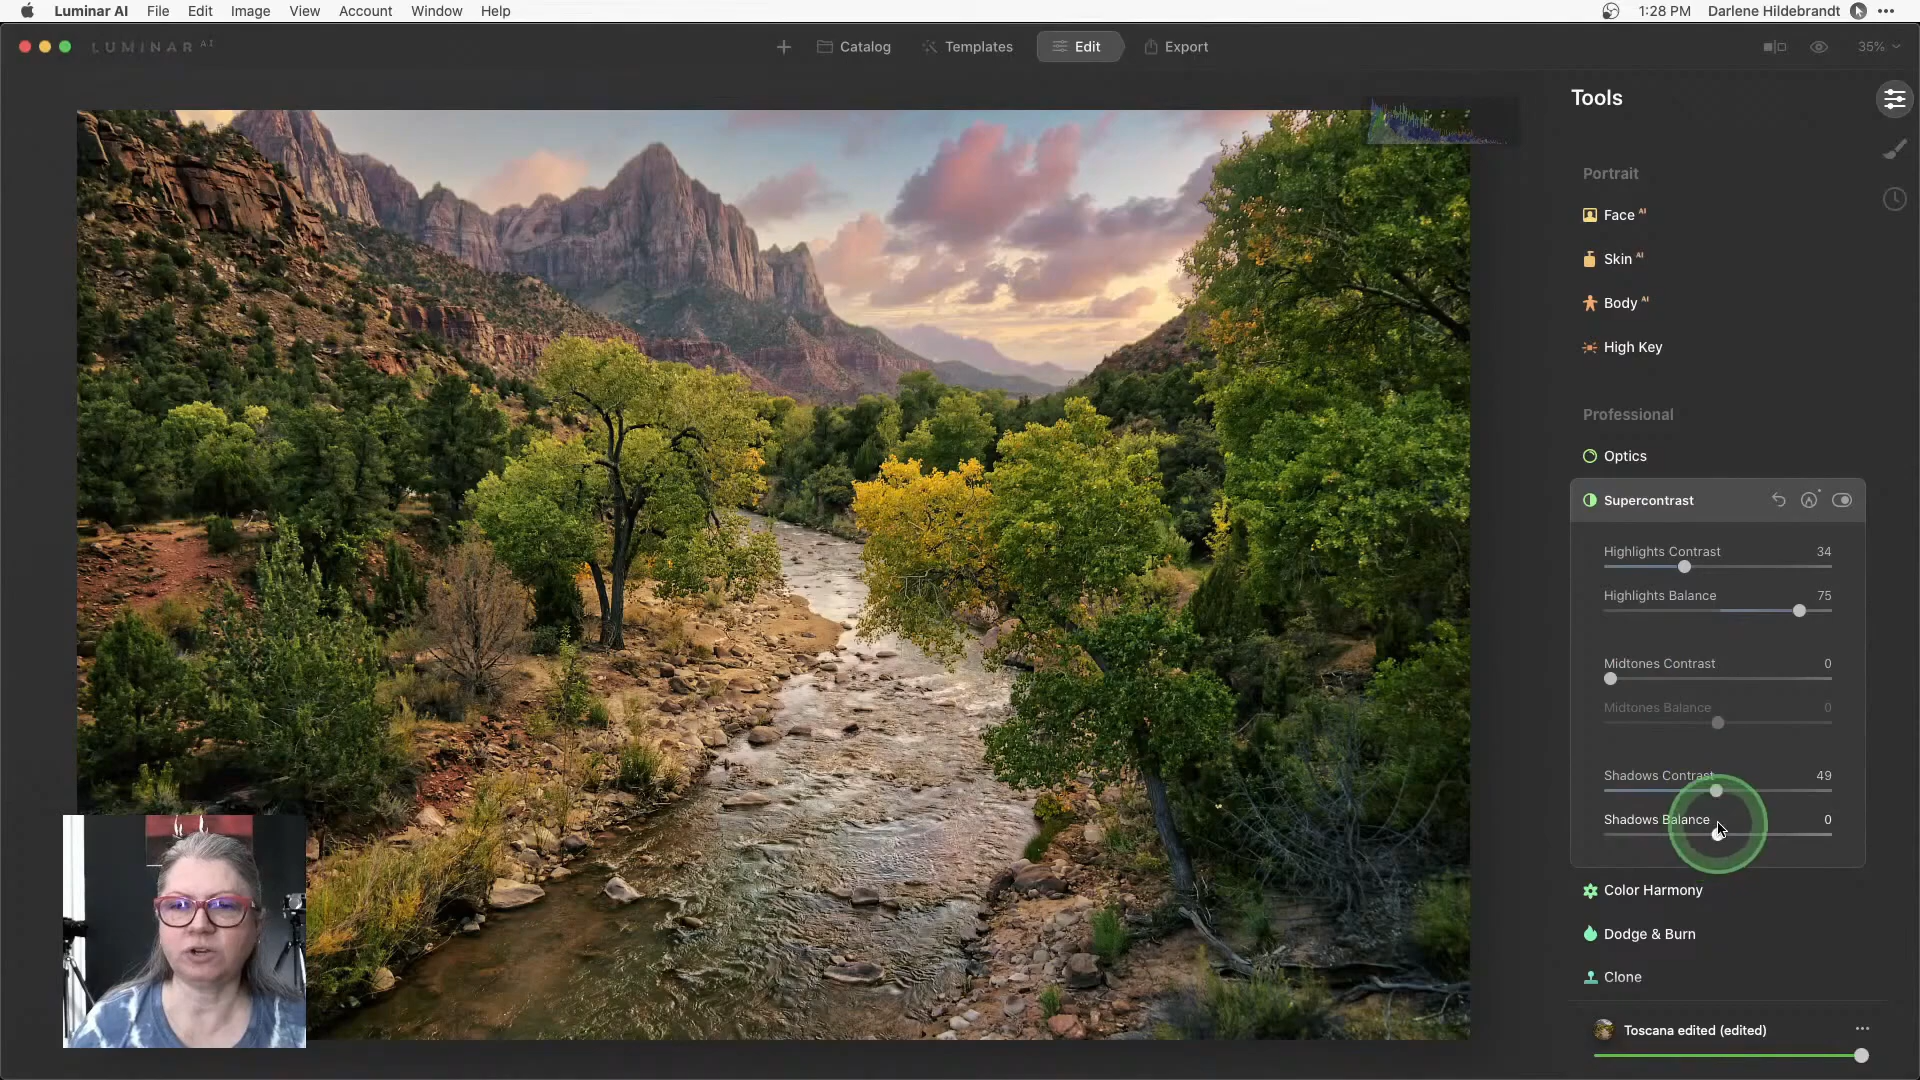 Luminar AI File Edit Image View Account Window Help 1:28 PM Darlene Hildebrandt
LUMINAR AI + Catalog Templates Edit Export 35%
Tools
Portrait
Face AI
Skin AI
Body AI
High Key
Professional
Optics
Supercontrast
Highlights Contrast 34
Highlights Balance 75
Midtones Contrast 0
Midtones Balance 0
Shadows Contrast 49
Shadows Balance 0
Color Harmony
Dodge & Burn
Clone
Toscana edited (edited)